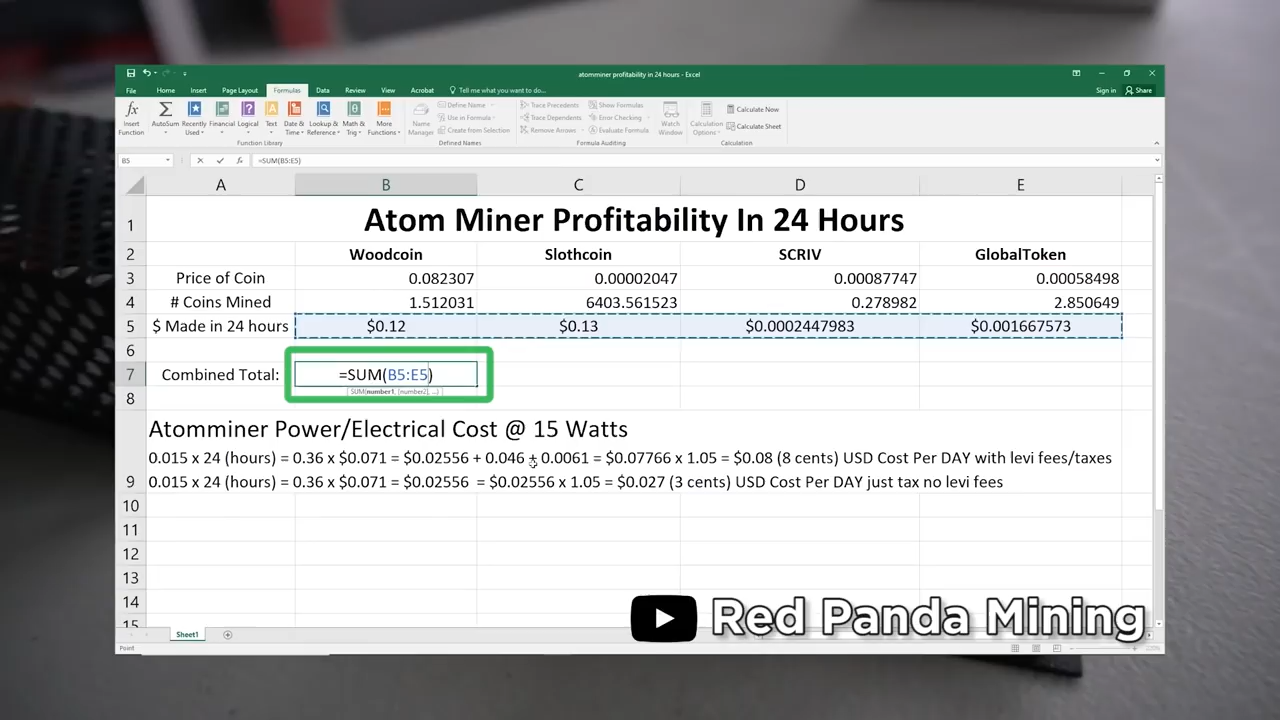 atomminer profitability in 24 hours - Excel
File Home Insert Page Layout Formulas Data Review View Acrobat Tell me what you want to do... Sign in Share
Insert Function
AutoSum
Recently Used
Financial
Logical
Text
Date & Time
Lookup & Reference
Math & Trig
More Functions
Function Library
Name Manager
Define Name
Use in Formula
Create from Selection
Defined Names
Trace Precedents
Trace Dependents
Remove Arrows
Show Formulas
Error Checking
Evaluate Formula
Formula Auditing
Watch Window
Calculation Options
Calculate Now
Calculate Sheet
Calculation
B5 fx =SUM(B5:E5)
A B C D E
1 Atom Miner Profitability In 24 Hours
2 Woodcoin Slothcoin SCRIV GlobalToken
3 Price of Coin 0.082307 0.00002047 0.00087747 0.00058498
4 # Coins Mined 1.512031 6403.561523 0.278982 2.850649
5 $ Made in 24 hours $0.12 $0.13 $0.0002447983 $0.001667573
6
7 Combined Total: =SUM(B5:E5)
SUM(number1, [number2], ...)
8
Atomminer Power/Electrical Cost @ 15 Watts
0.015 x 24 (hours) = 0.36 x $0.071 = $0.02556 + 0.046 + 0.0061 = $0.07766 x 1.05 = $0.08 (8 cents) USD Cost Per DAY with levi fees/taxes
9 0.015 x 24 (hours) = 0.36 x $0.071 = $0.02556 = $0.02556 x 1.05 = $0.027 (3 cents) USD Cost Per DAY just tax no levi fees
10
11
12
13
14
15
Red Panda Mining
Sheet1
Point